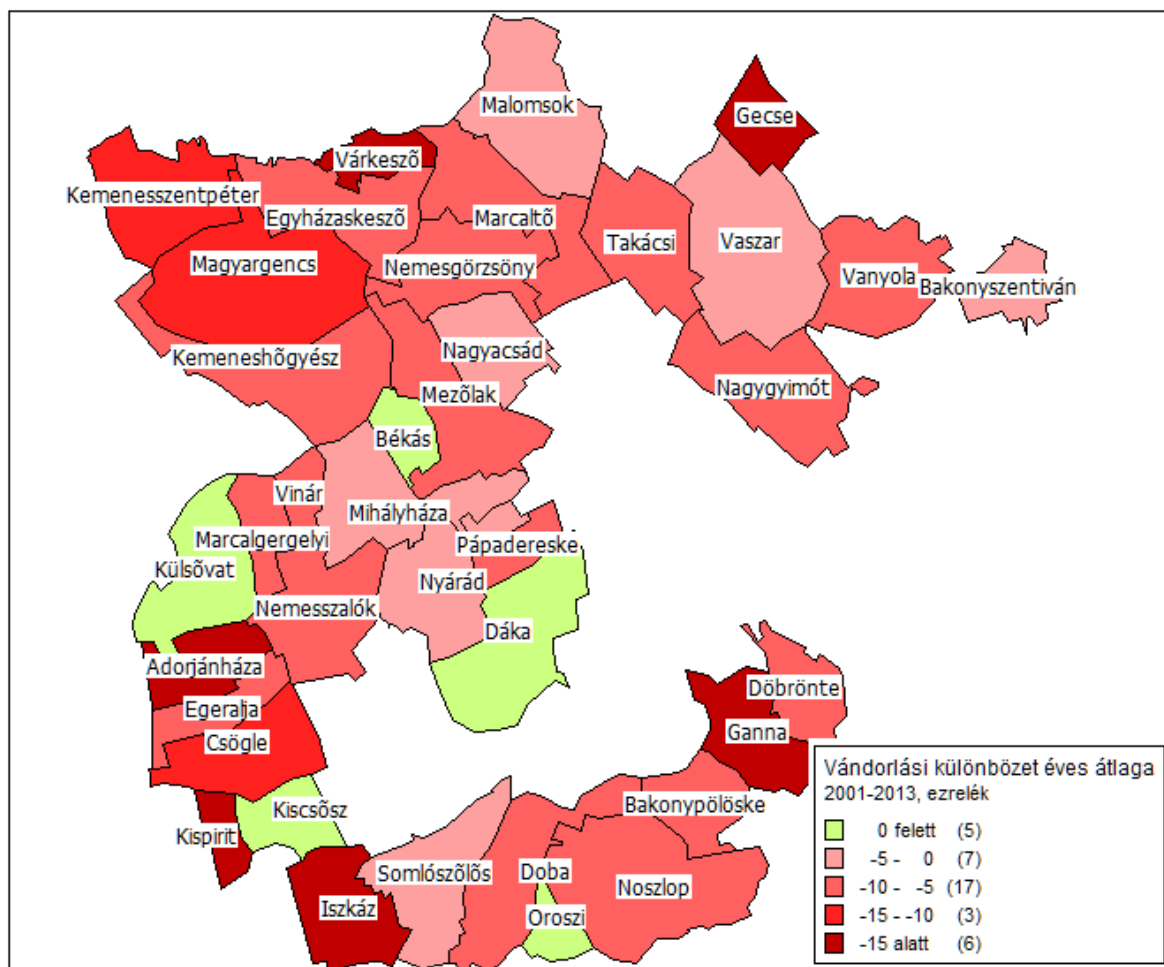 Malomsok
Gecse
Várkeszõ
Kemenesszentpéter
Egyházaskeszõ
Marcaltõ
Takácsi
Vaszar
Magyargencs
Nemesgörzsöny
Vanyola
Bakonyszentiván
Kemeneshõgyész
Nagyacsád
Mezõlak
Nagygyimót
Békás
Vinár
Mihályháza
Marcalgergelyi
Pápadereske
Külsõvat
Nyárád
Nemesszalók
Dáka
Adorjánháza
Döbrönte
Egeralja
Ganna
Csögle
Kiscsõsz
Bakonypölöske
Kispirit
Somlószõlõs
Doba
Noszlop
Iszkáz
Oroszi
Vándorlási különbözet éves átlaga
2001-2013, ezrelék
0 felett (5)
-5 - 0 (7)
-10 - -5 (17)
-15 - -10 (3)
-15 alatt (6)